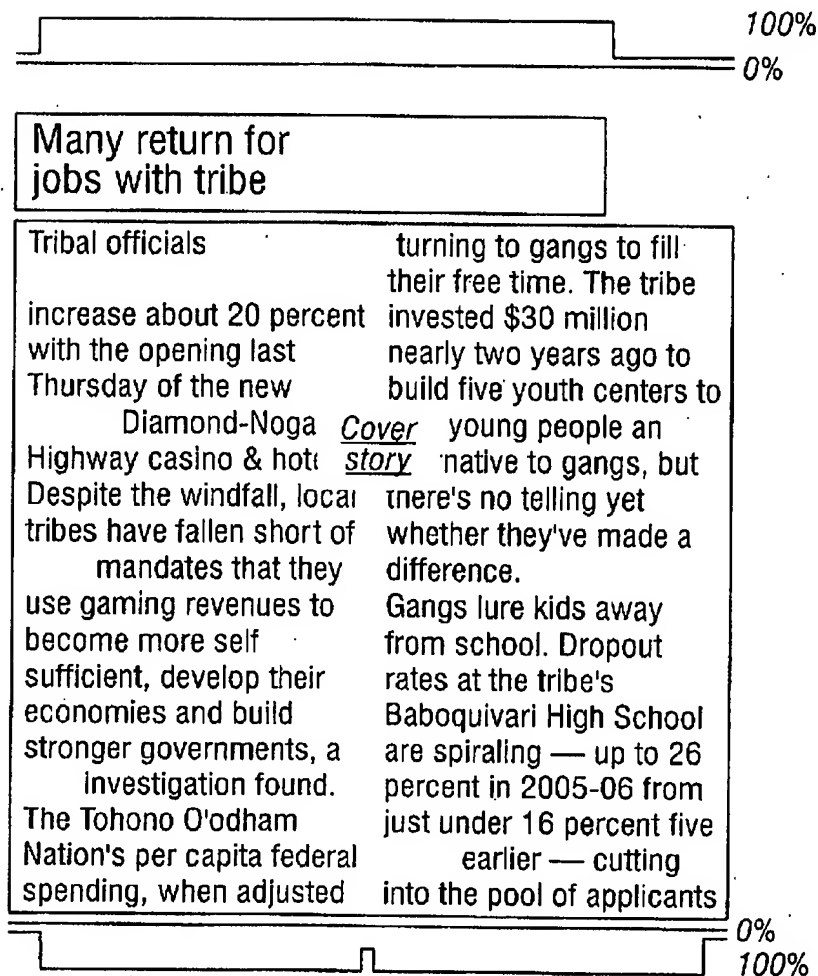 100%
0%
Many return for
jobs with tribe
Tribal officials
increase about 20 percent
with the opening last
Thursday of the new
Diamond-Noga
Highway casino &
Despite the windfall, local
tribes have fallen short of
mandates that they
use gaming revenues to
become more self
sufficient, develop their
economies and build
stronger governments, a
investigation found.
The Tohono O'odham
Nation's per capita federal
spending, when adjusted
Cover
story
turning to gangs to fill
their free time. The tribe
invested $30 million
nearly two years ago to
build five youth centers to
young people an
native to gangs, but
there's no telling yet
whether they've made a
difference.
Gangs lure kids away
from school. Dropout
rates at the tribe's
Baboquivari High School
are spiraling — up to 26
percent in 2005-06 from
just under 16 percent five
earlier — cutting
into the pool of applicants
0%
100%